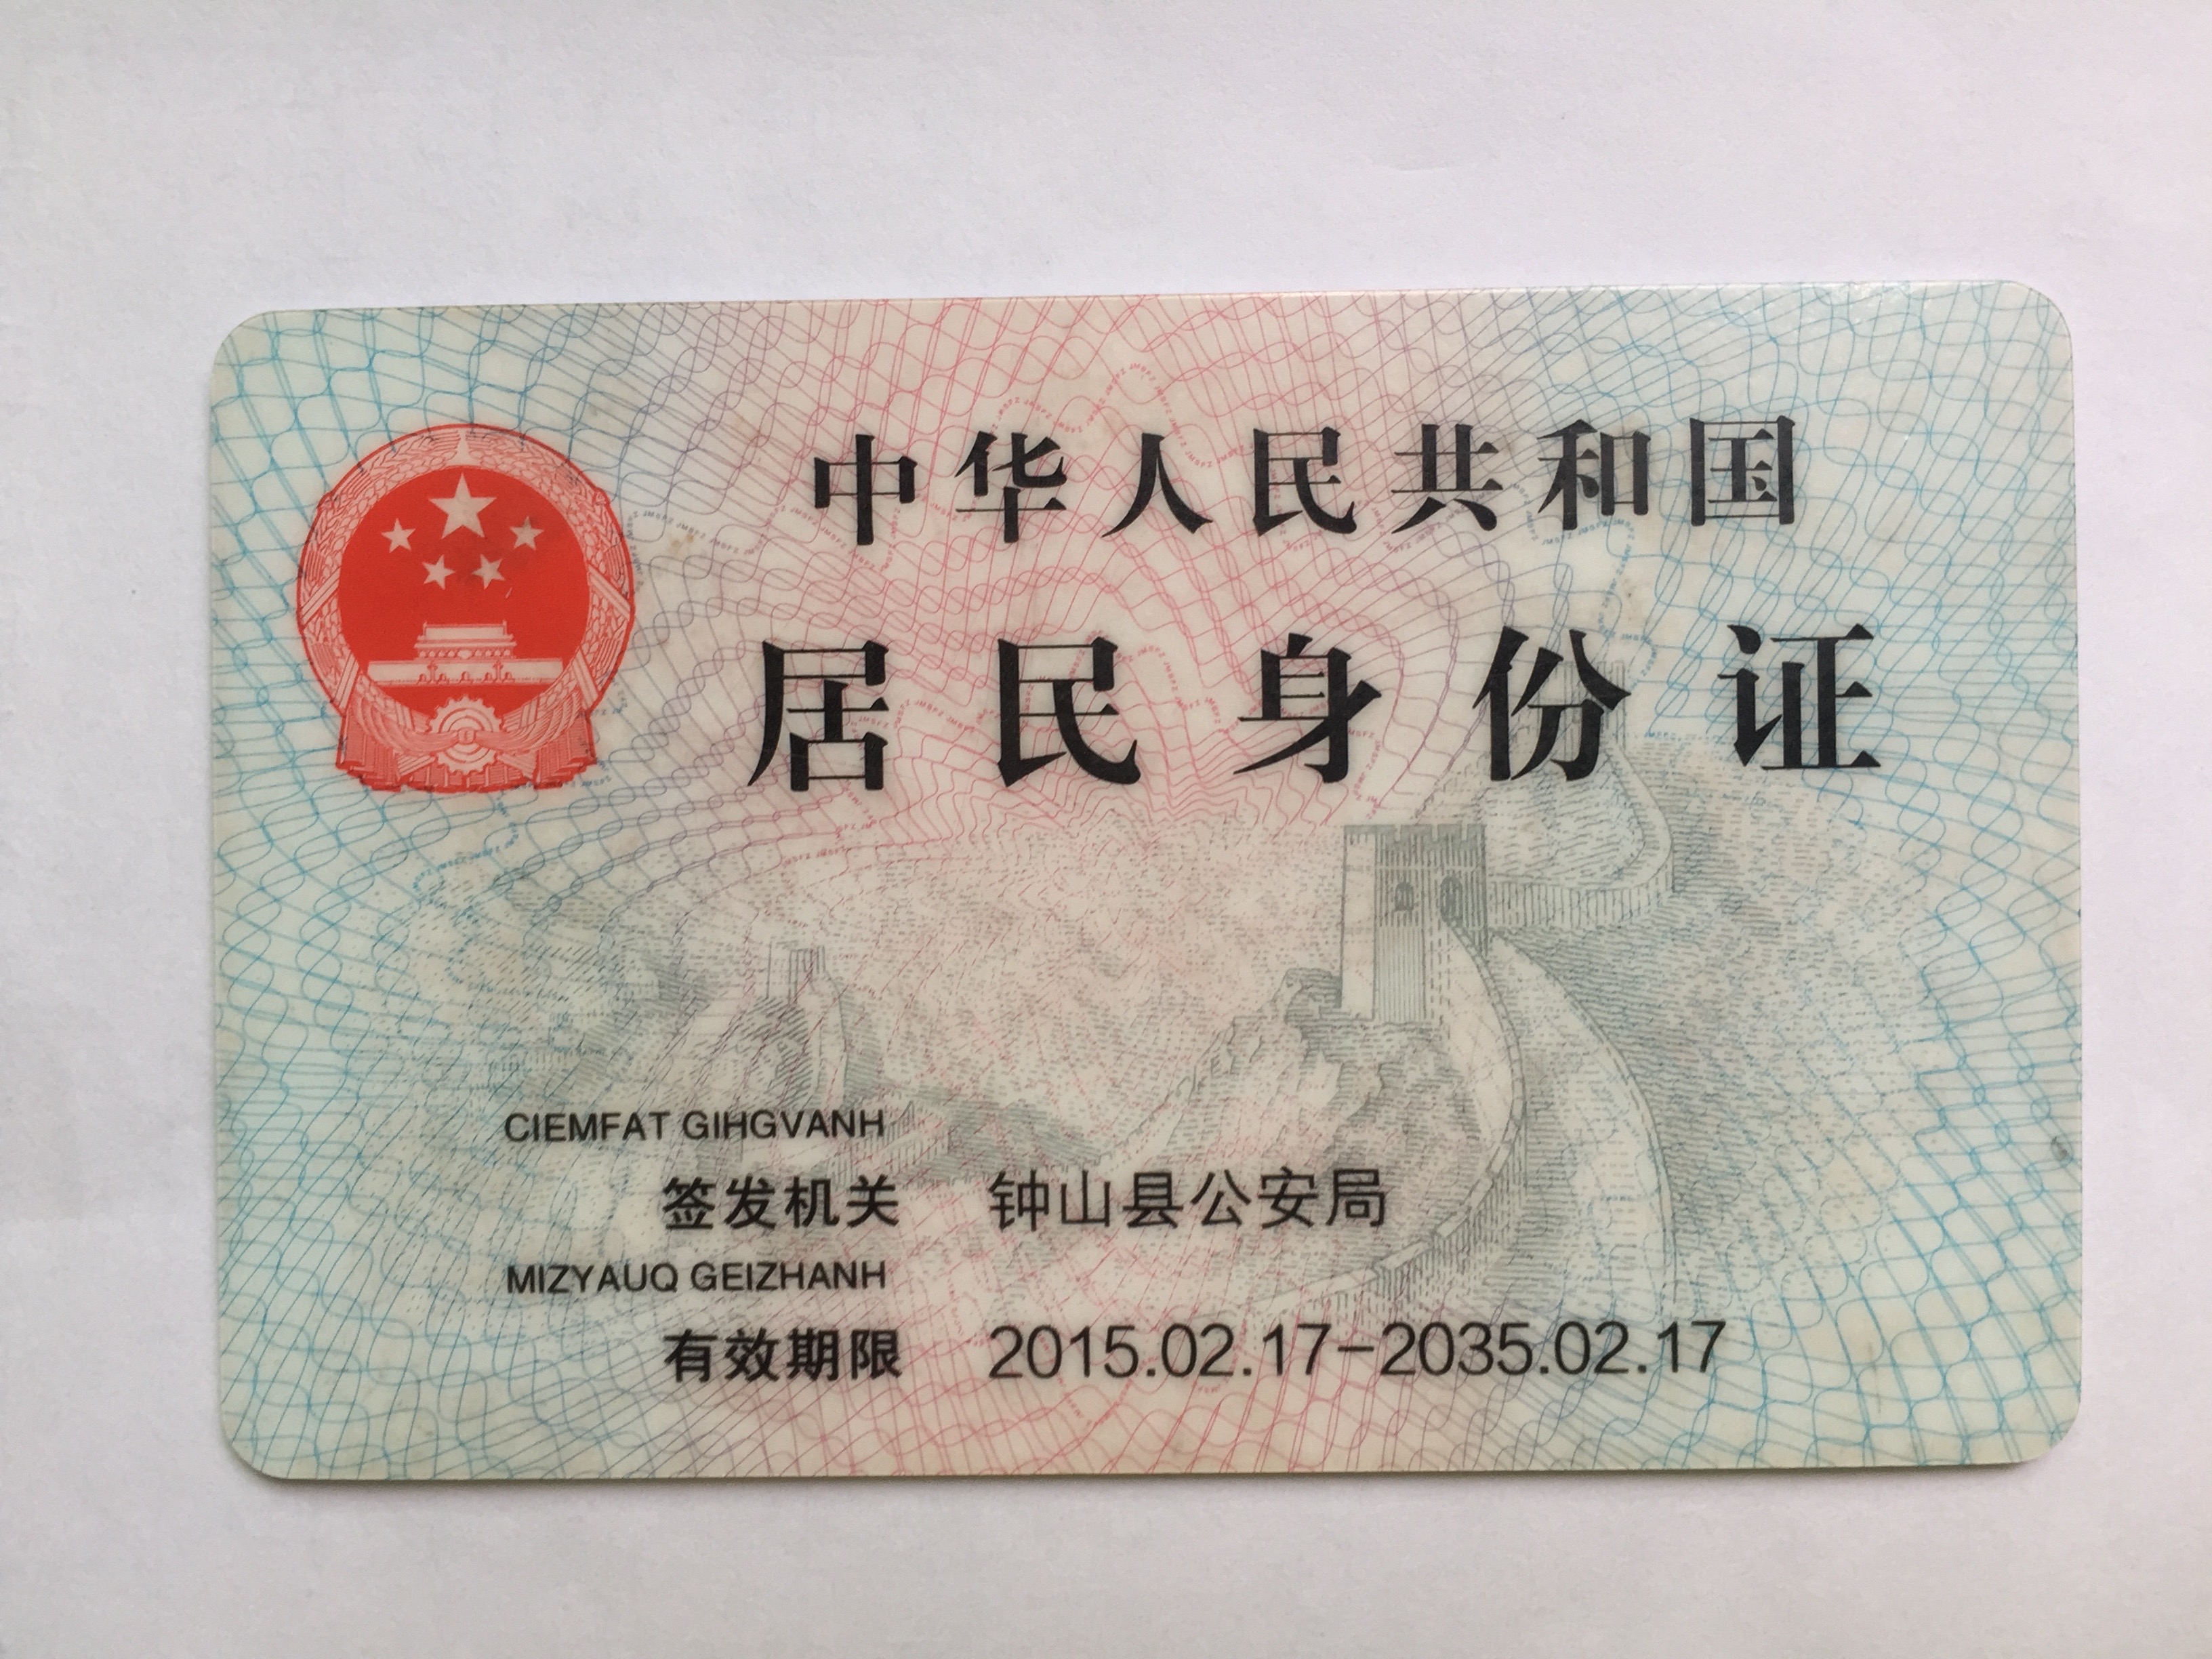 中华人民共和国
居民身份证
CIEMFAT GIHGVANH
签发机关 钟山县公安局
MIZYAUQ GEIZHANH
有效期限 2015.02.17-2035.02.17